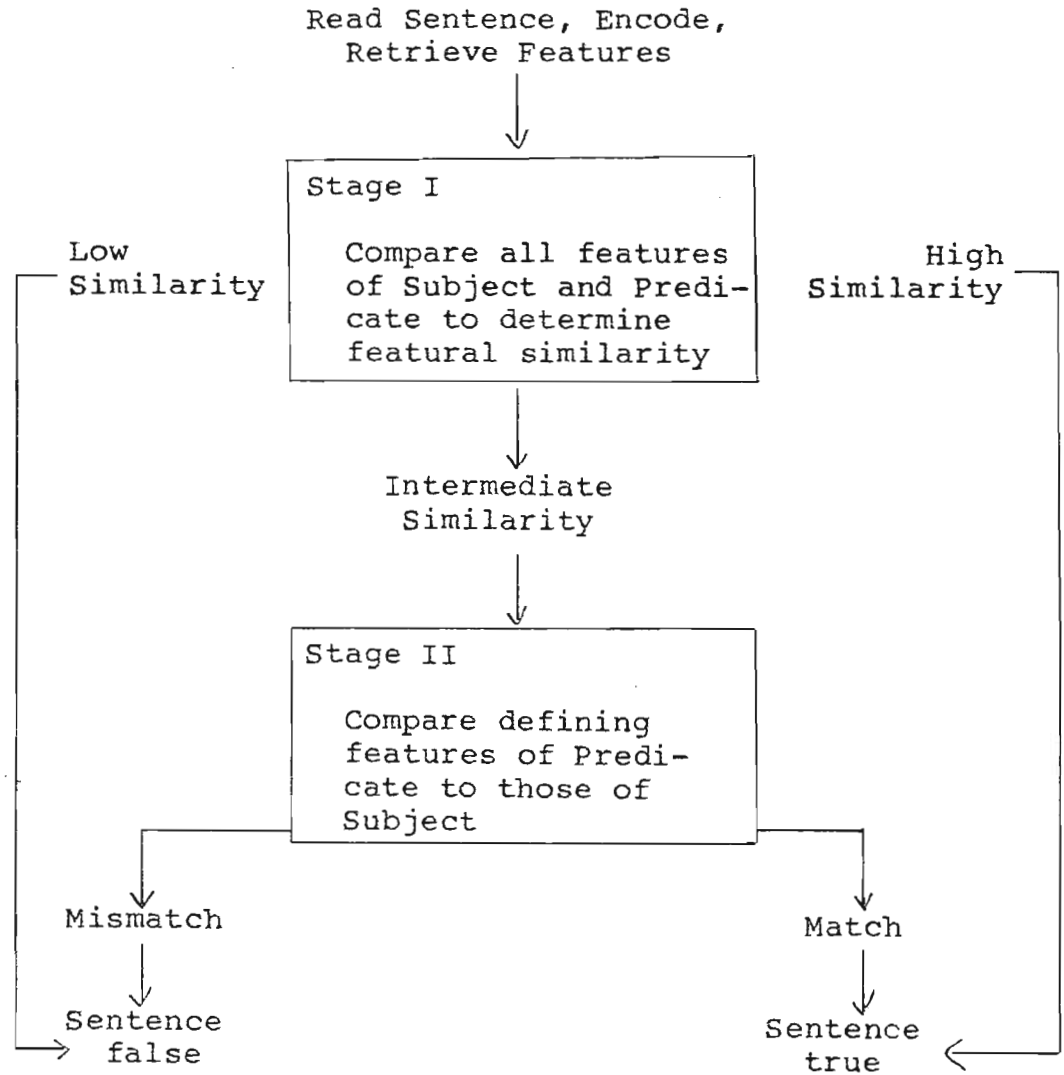 Read Sentence, Encode,
Retrieve Features
Stage I
Compare all features
of Subject and Predi-
cate to determine
featural similarity
Low
Similarity
High
Similarity
Intermediate
Similarity
Stage II
Compare defining
features of Predi-
cate to those of
Subject
Mismatch
Match
Sentence
false
Sentence
true